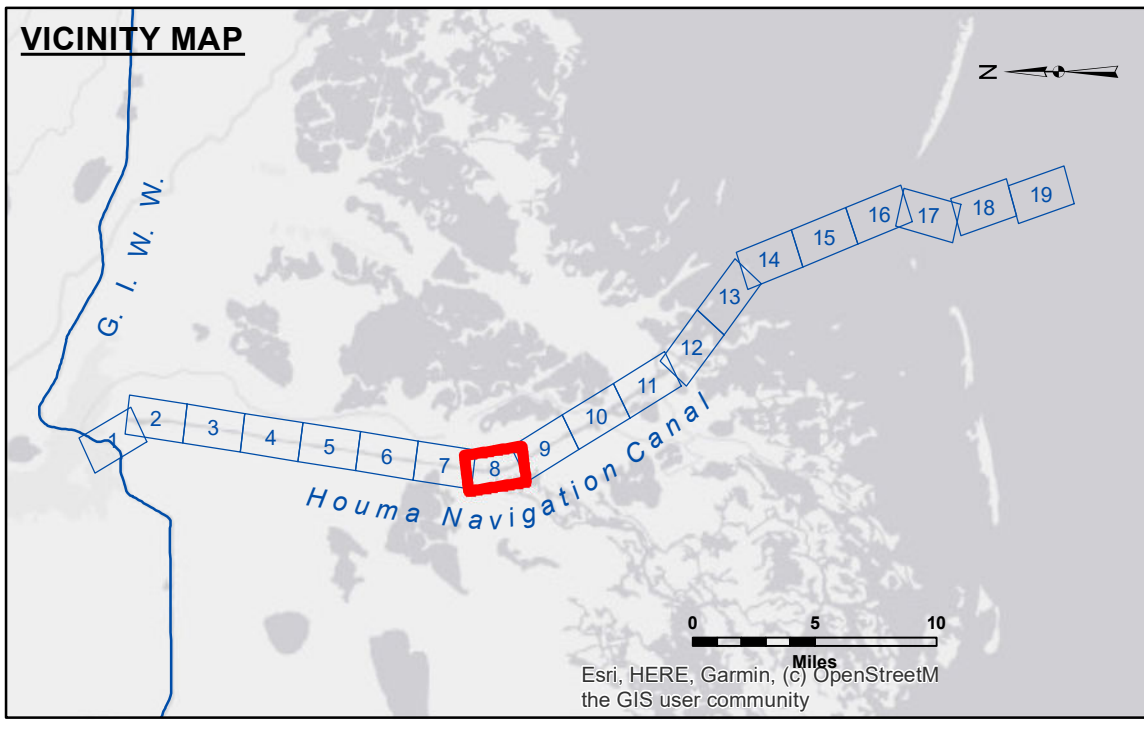 VICINITY MAP
N
G. I. W. W.
1
2
3
4
5
6
7
8
9
10
11
12
13
14
15
16
17
18
19
Houma Navigation Canal
0 5 10
Miles
Esri, HERE, Garmin, (c) OpenStreetM
the GIS user community